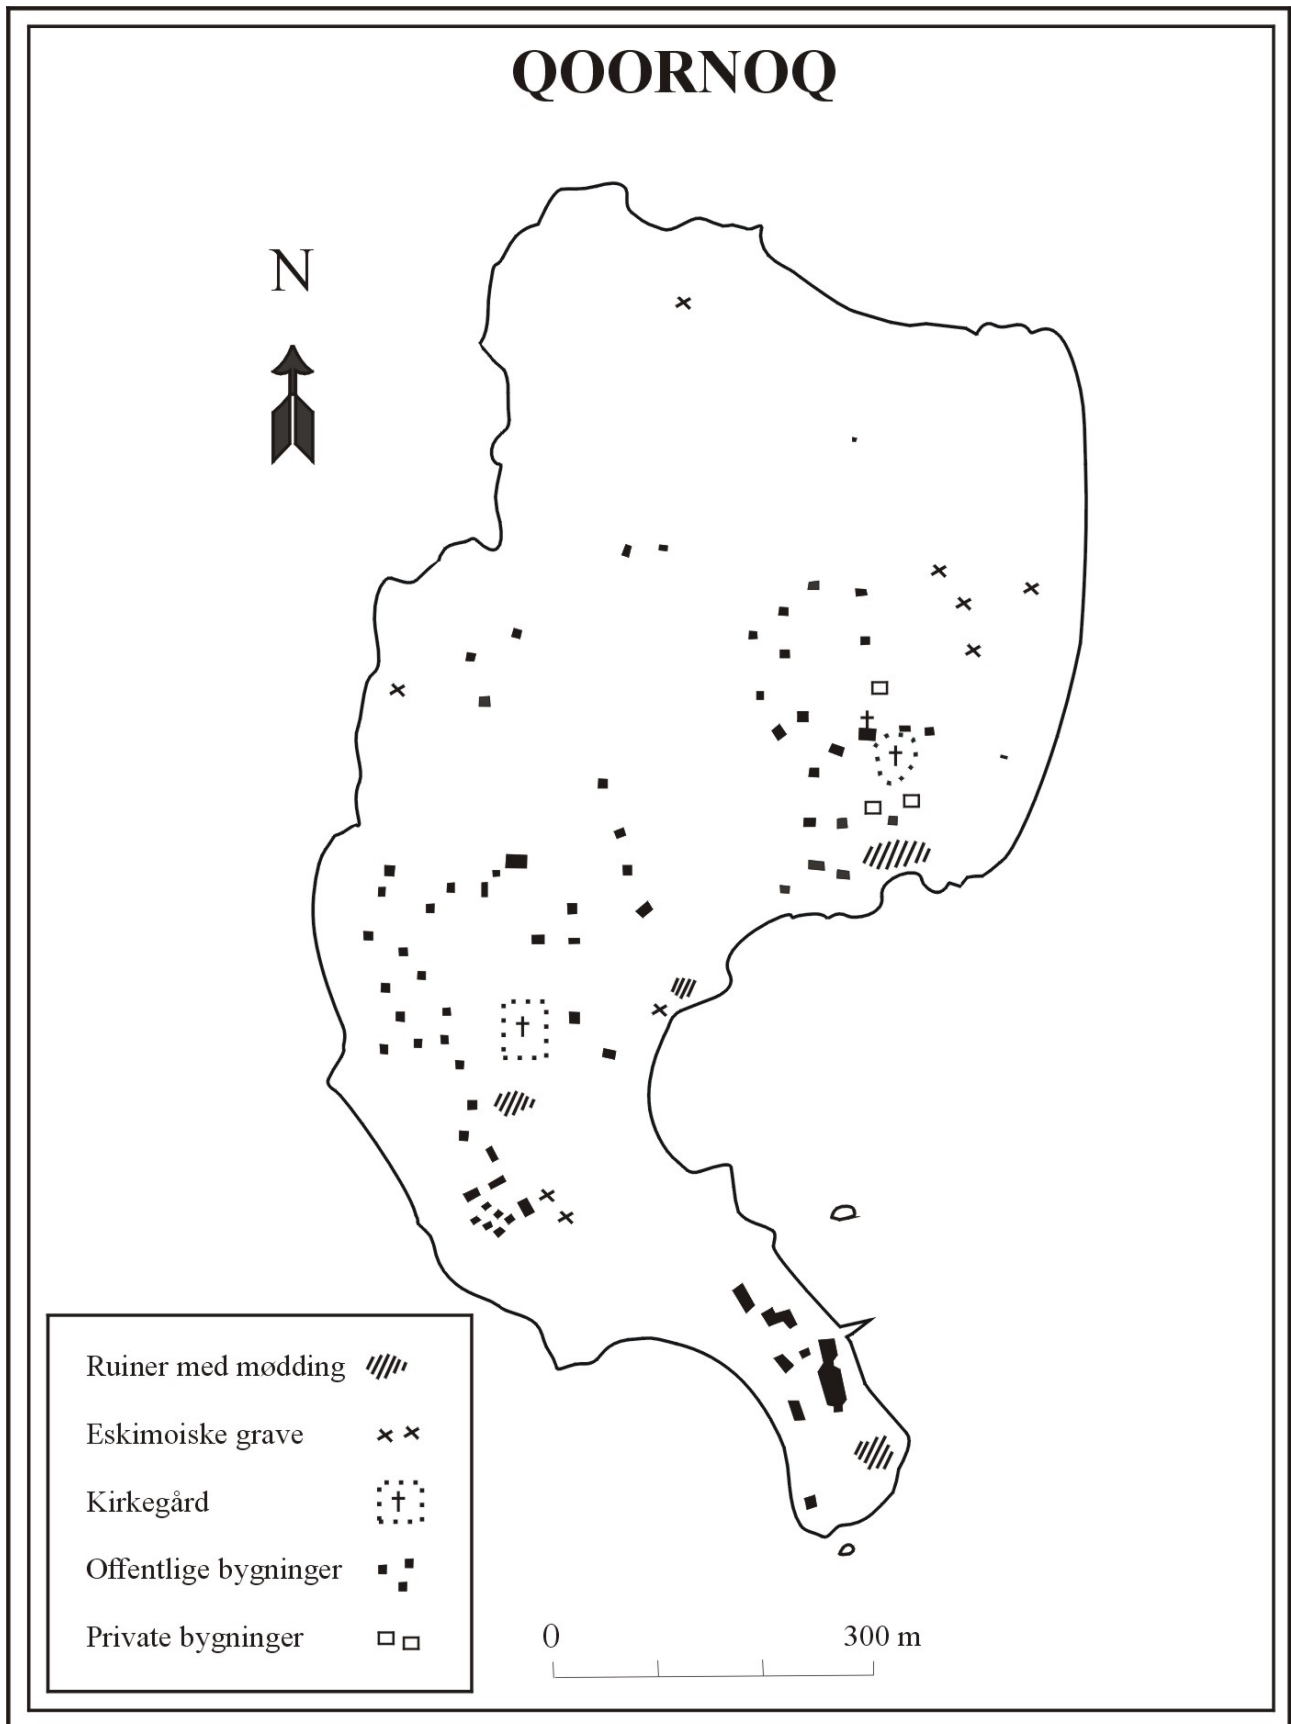 QOORNOQ
N
Ruiner med mødding
Eskimoiske grave
Kirkegård
Offentlige bygninger
Private bygninger
0 300 m